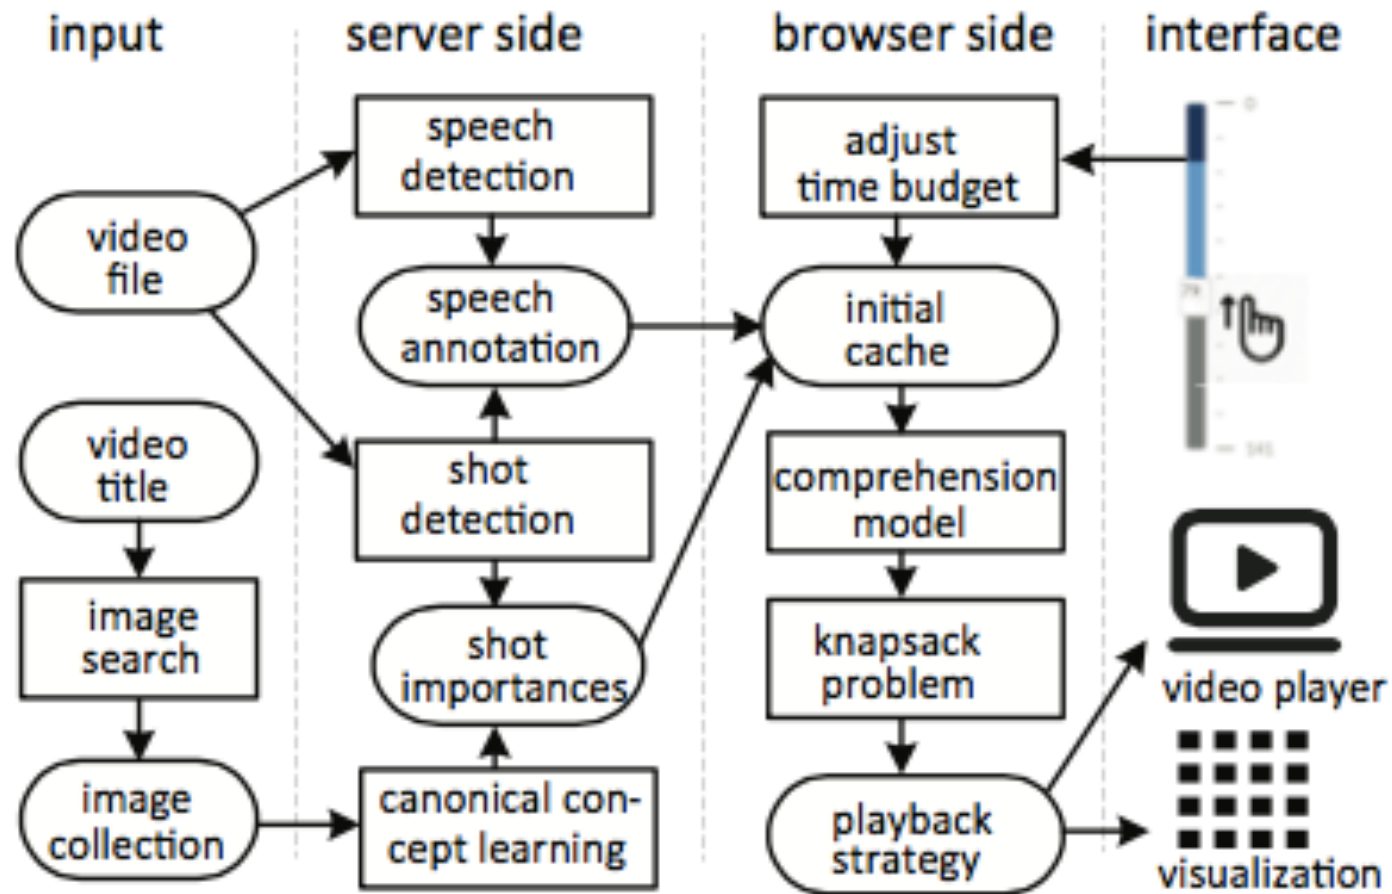 input
server side
browser side
interface
video
file
video
title
image
search
image
collection
speech
detection
speech
annotation
shot
detection
shot
importances
canonical con-
cept learning
adjust
time budget
initial
cache
comprehension
model
knapsack
problem
playback
strategy
0
video player
visualization